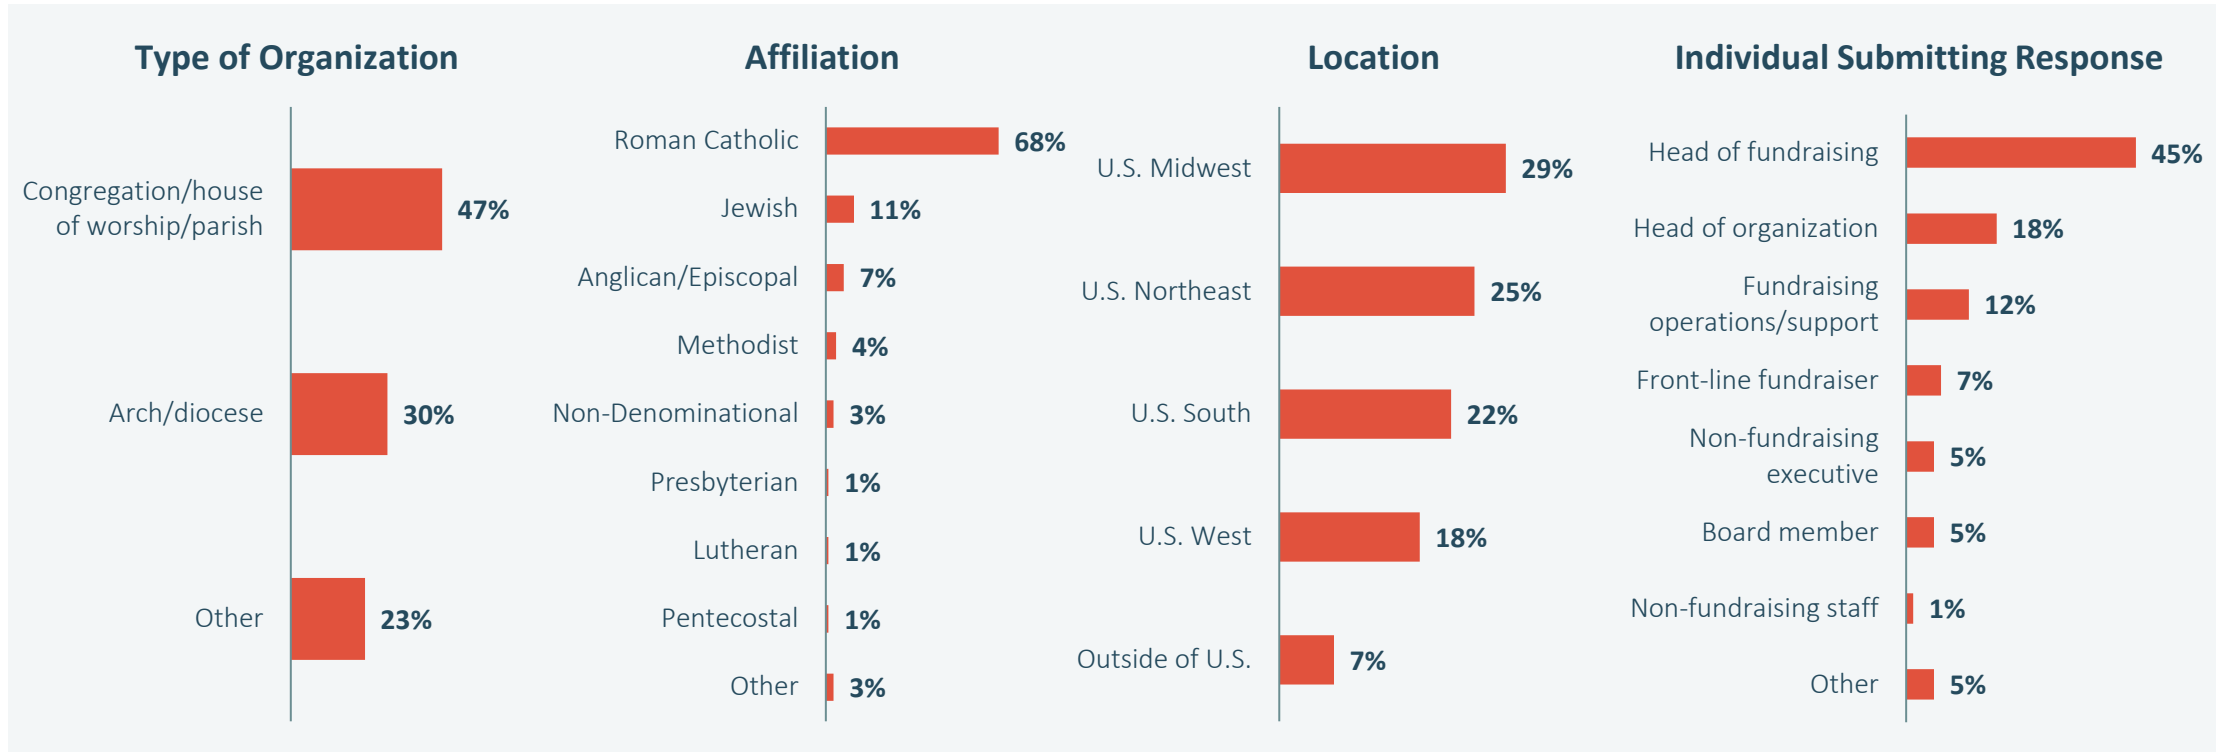 Type of Organization
Congregation/house
of worship/parish
47%
Arch/diocese
30%
Other
23%
Affiliation
Roman Catholic
68%
Jewish
11%
Anglican/Episcopal
7%
Methodist
4%
Non-Denominational
3%
Presbyterian
1%
Lutheran
1%
Pentecostal
1%
Other
3%
Location
U.S. Midwest
29%
U.S. Northeast
25%
U.S. South
22%
U.S. West
18%
Outside of U.S.
7%
Individual Submitting Response
Head of fundraising
45%
Head of organization
18%
Fundraising
operations/support
12%
Front-line fundraiser
7%
Non-fundraising
executive
5%
Board member
5%
Non-fundraising staff
1%
Other
5%